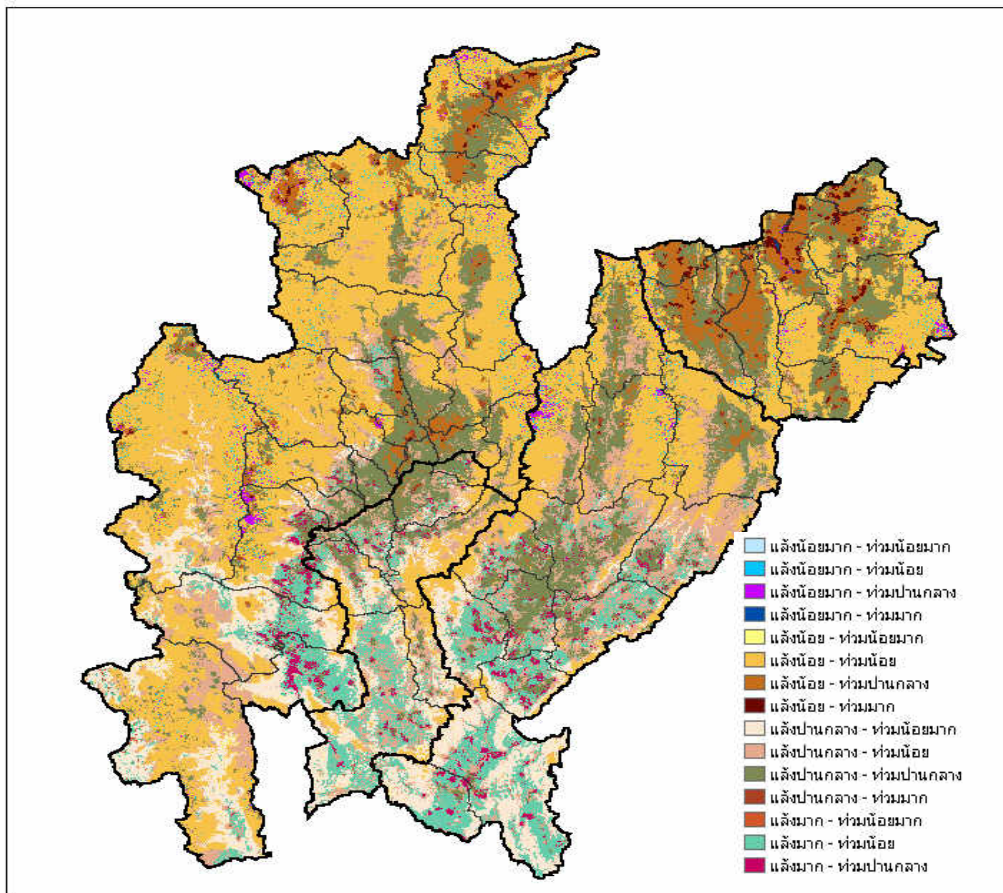 แล้งน้อยมาก - ท่วมน้อยมาก
แล้งน้อยมาก - ท่วมน้อย
แล้งน้อยมาก - ท่วมปานกลาง
แล้งน้อยมาก - ท่วมมาก
แล้งน้อย - ท่วมน้อยมาก
แล้งน้อย - ท่วมน้อย
แล้งน้อย - ท่วมปานกลาง
แล้งน้อย - ท่วมมาก
แล้งปานกลาง - ท่วมน้อยมาก
แล้งปานกลาง - ท่วมน้อย
แล้งปานกลาง - ท่วมปานกลาง
แล้งปานกลาง - ท่วมมาก
แล้งมาก - ท่วมน้อยมาก
แล้งมาก - ท่วมน้อย
แล้งมาก - ท่วมปานกลาง